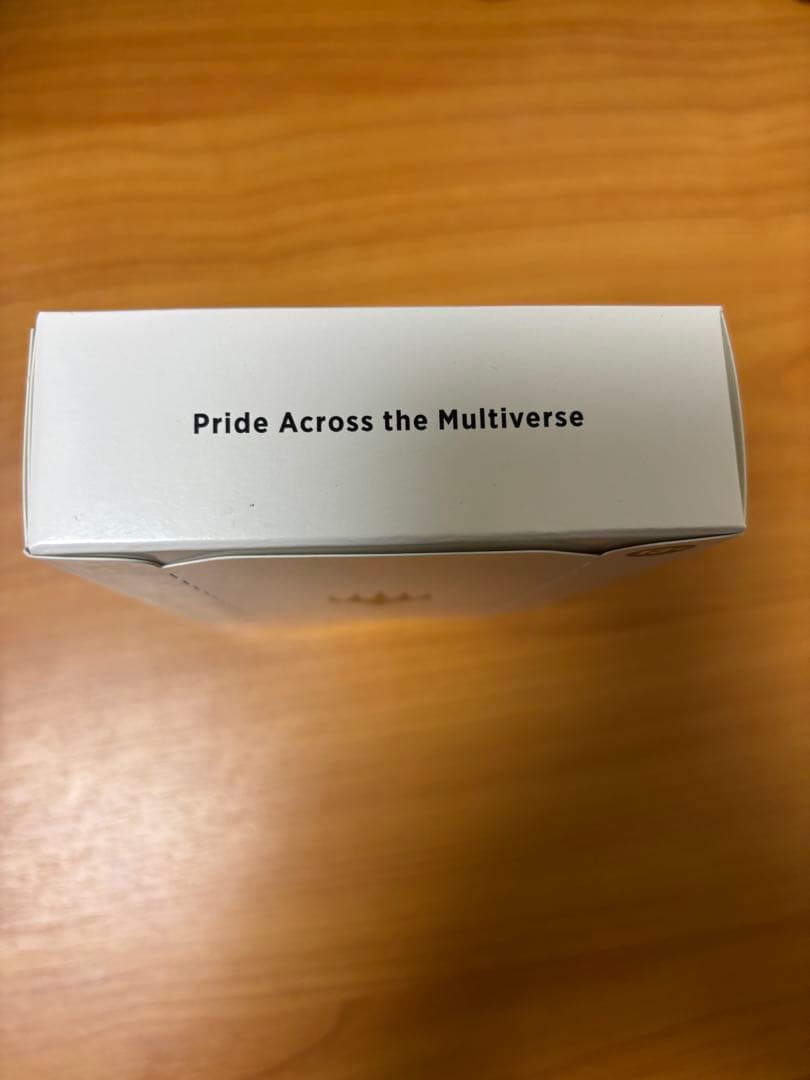 Pride Across the Multiverse